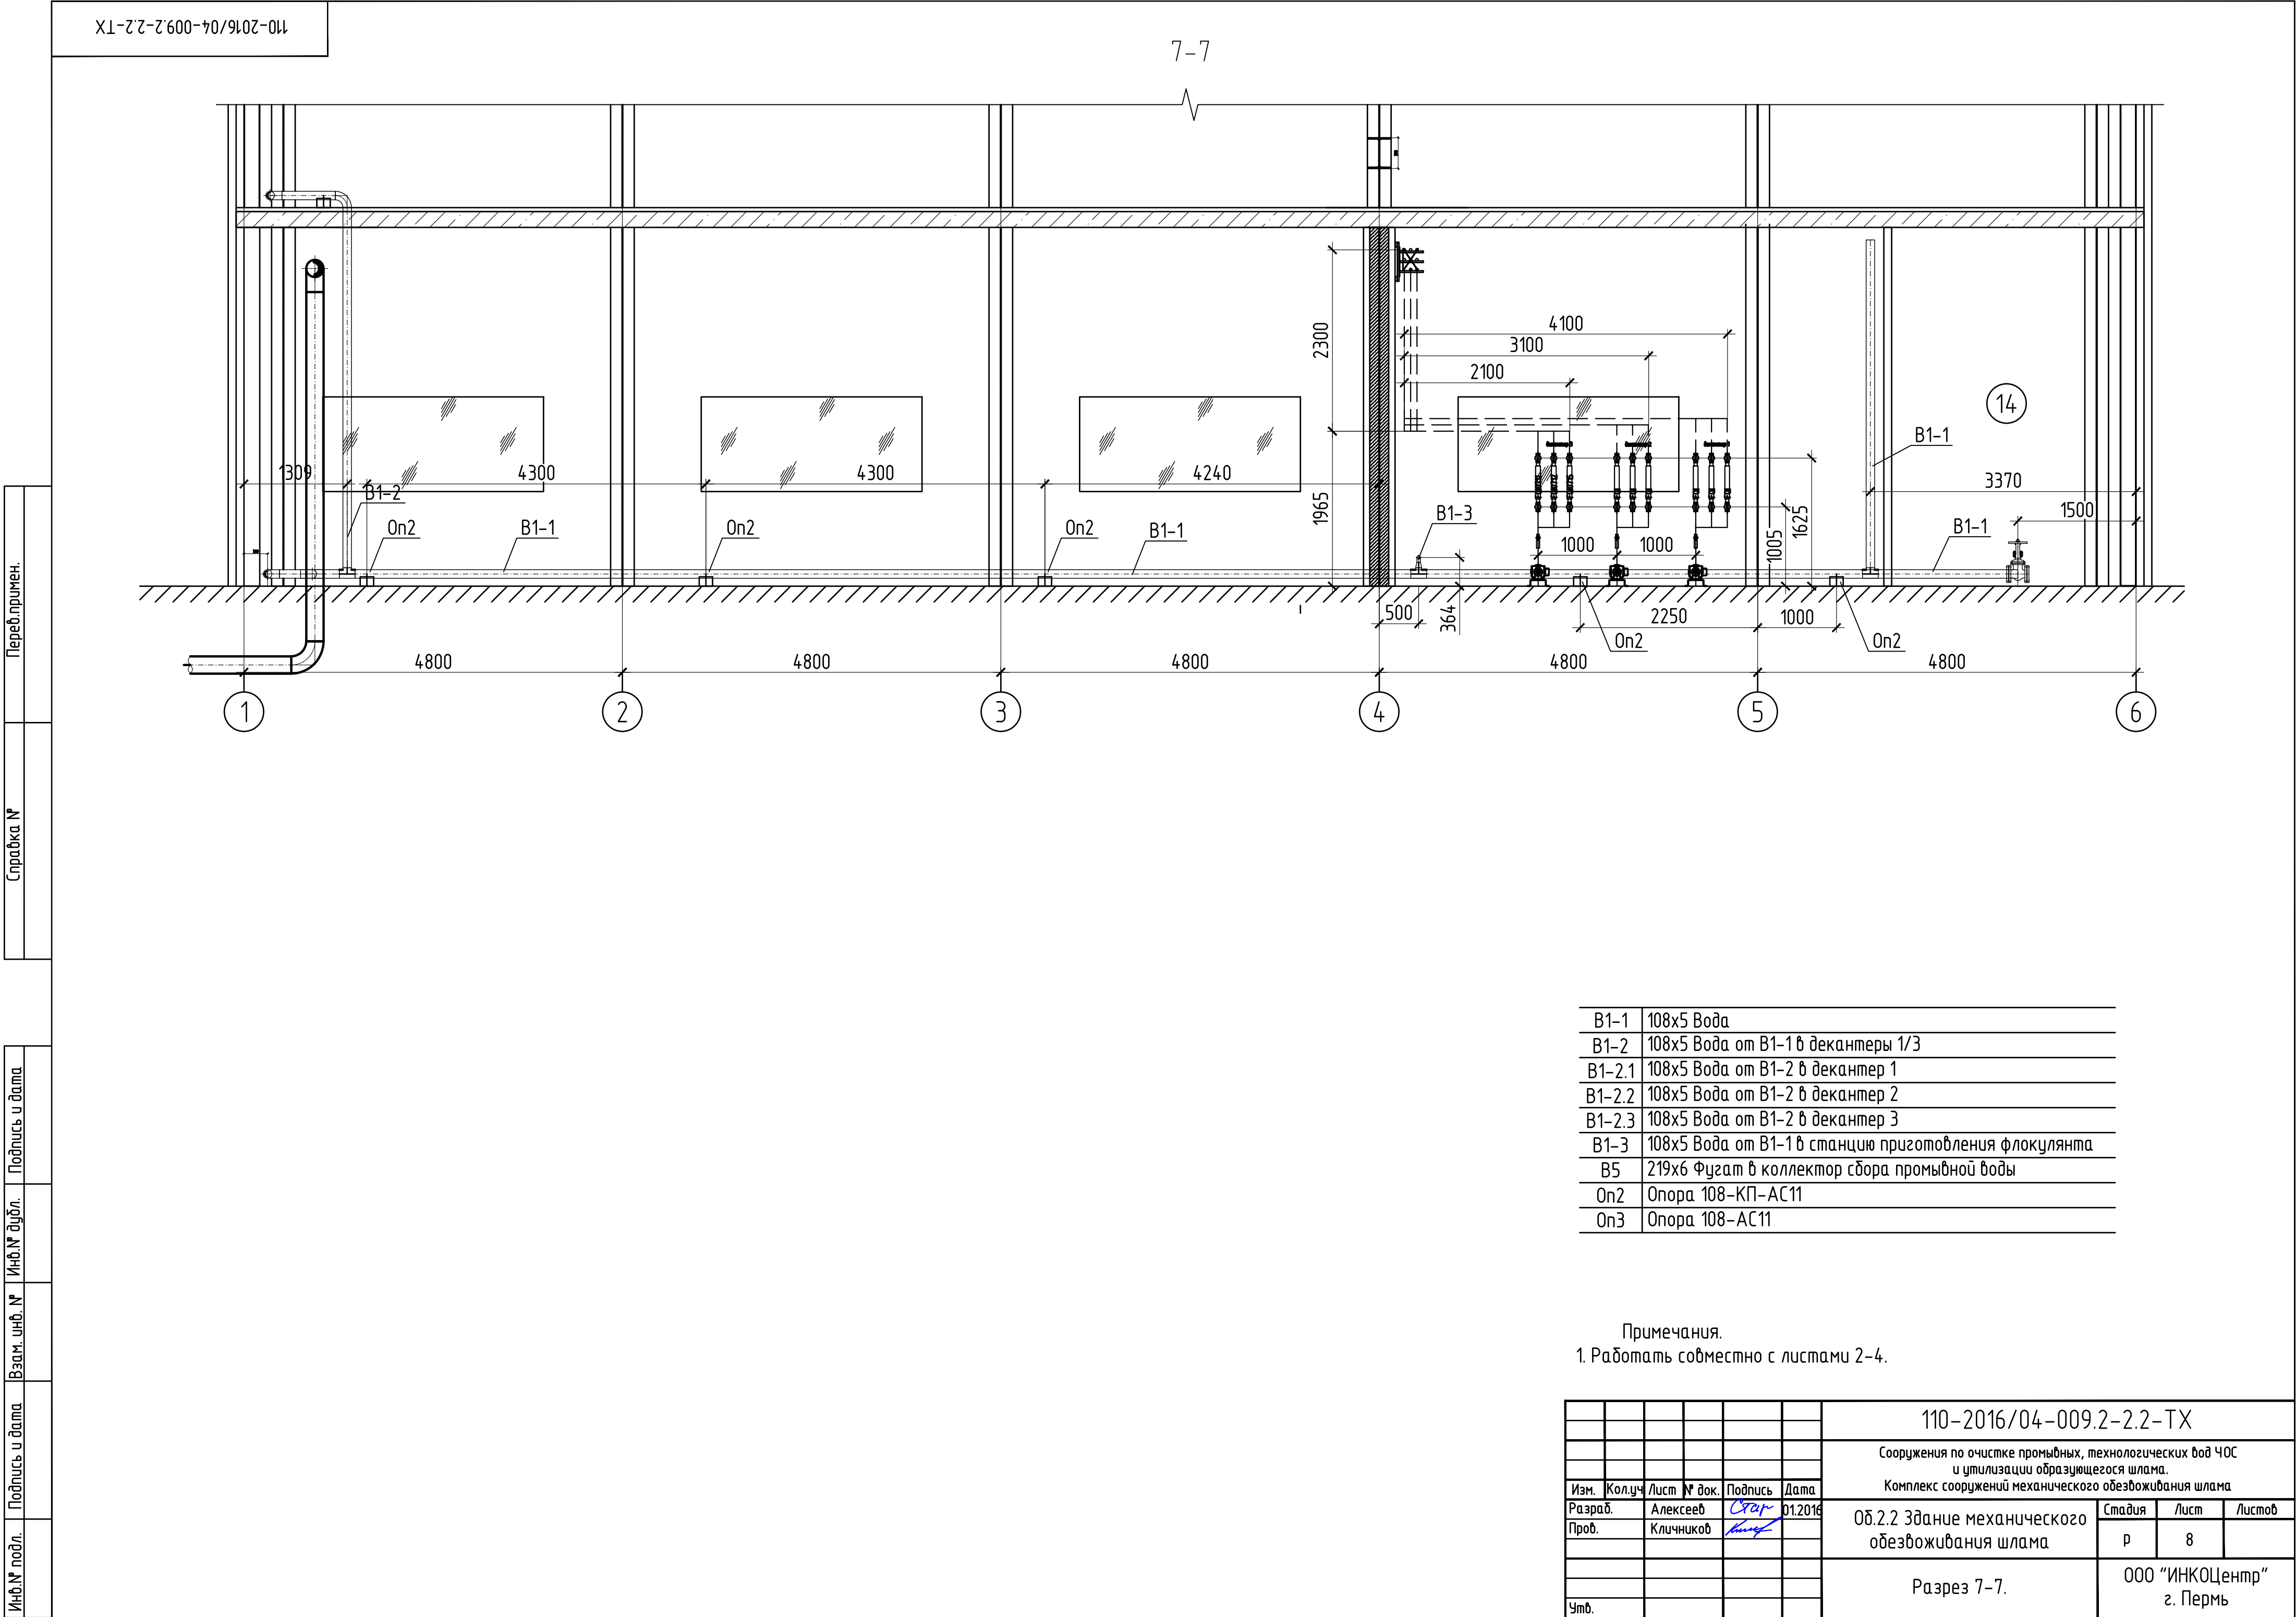 110-2016/04-009.2-2.2-ТХ
7-7
4100
3100
2100
2300
14
В1-1
1309
4300
4300
4240
3370
В1-2
1965
В1-3
1500
Оп2
В1-1
Оп2
Оп2
В1-1
1000
1000
1005
1625
В1-1
500
364
2250
1000
Оп2
Оп2
4800
4800
4800
4800
4800
1
2
3
4
5
6
Перв.примен.
Справка №
Подпись и дата
Инв.№ дубл.
Взам. инв. №
Подпись и дата
Инв.№ подл.
В1-1 108х5 Вода
В1-2 108х5 Вода от В1-1 в декантеры 1/3
В1-2.1 108х5 Вода от В1-2 в декантер 1
В1-2.2 108х5 Вода от В1-2 в декантер 2
В1-2.3 108х5 Вода от В1-2 в декантер 3
В1-3 108х5 Вода от В1-1 в станцию приготовления флокулянта
В5 219х6 Фугат в коллектор сбора промывной воды
Оп2 Опора 108-КП-АС11
Оп3 Опора 108-АС11
Примечания.
1. Работать совместно с листами 2-4.
110-2016/04-009.2-2.2-ТХ
Сооружения по очистке промывных, технологических вод ЧОС
и утилизации образующегося шлама.
Комплекс сооружений механического обезвоживания шлама
Изм. Кол.уч Лист № док. Подпись Дата
Разраб. Алексеев 01.2016
Пров. Кличников
Утв.
Об.2.2 Здание механического
обезвоживания шлама
Стадия Лист Листов
р 8
Разрез 7-7.
ООО "ИНКОЦентр"
г. Пермь